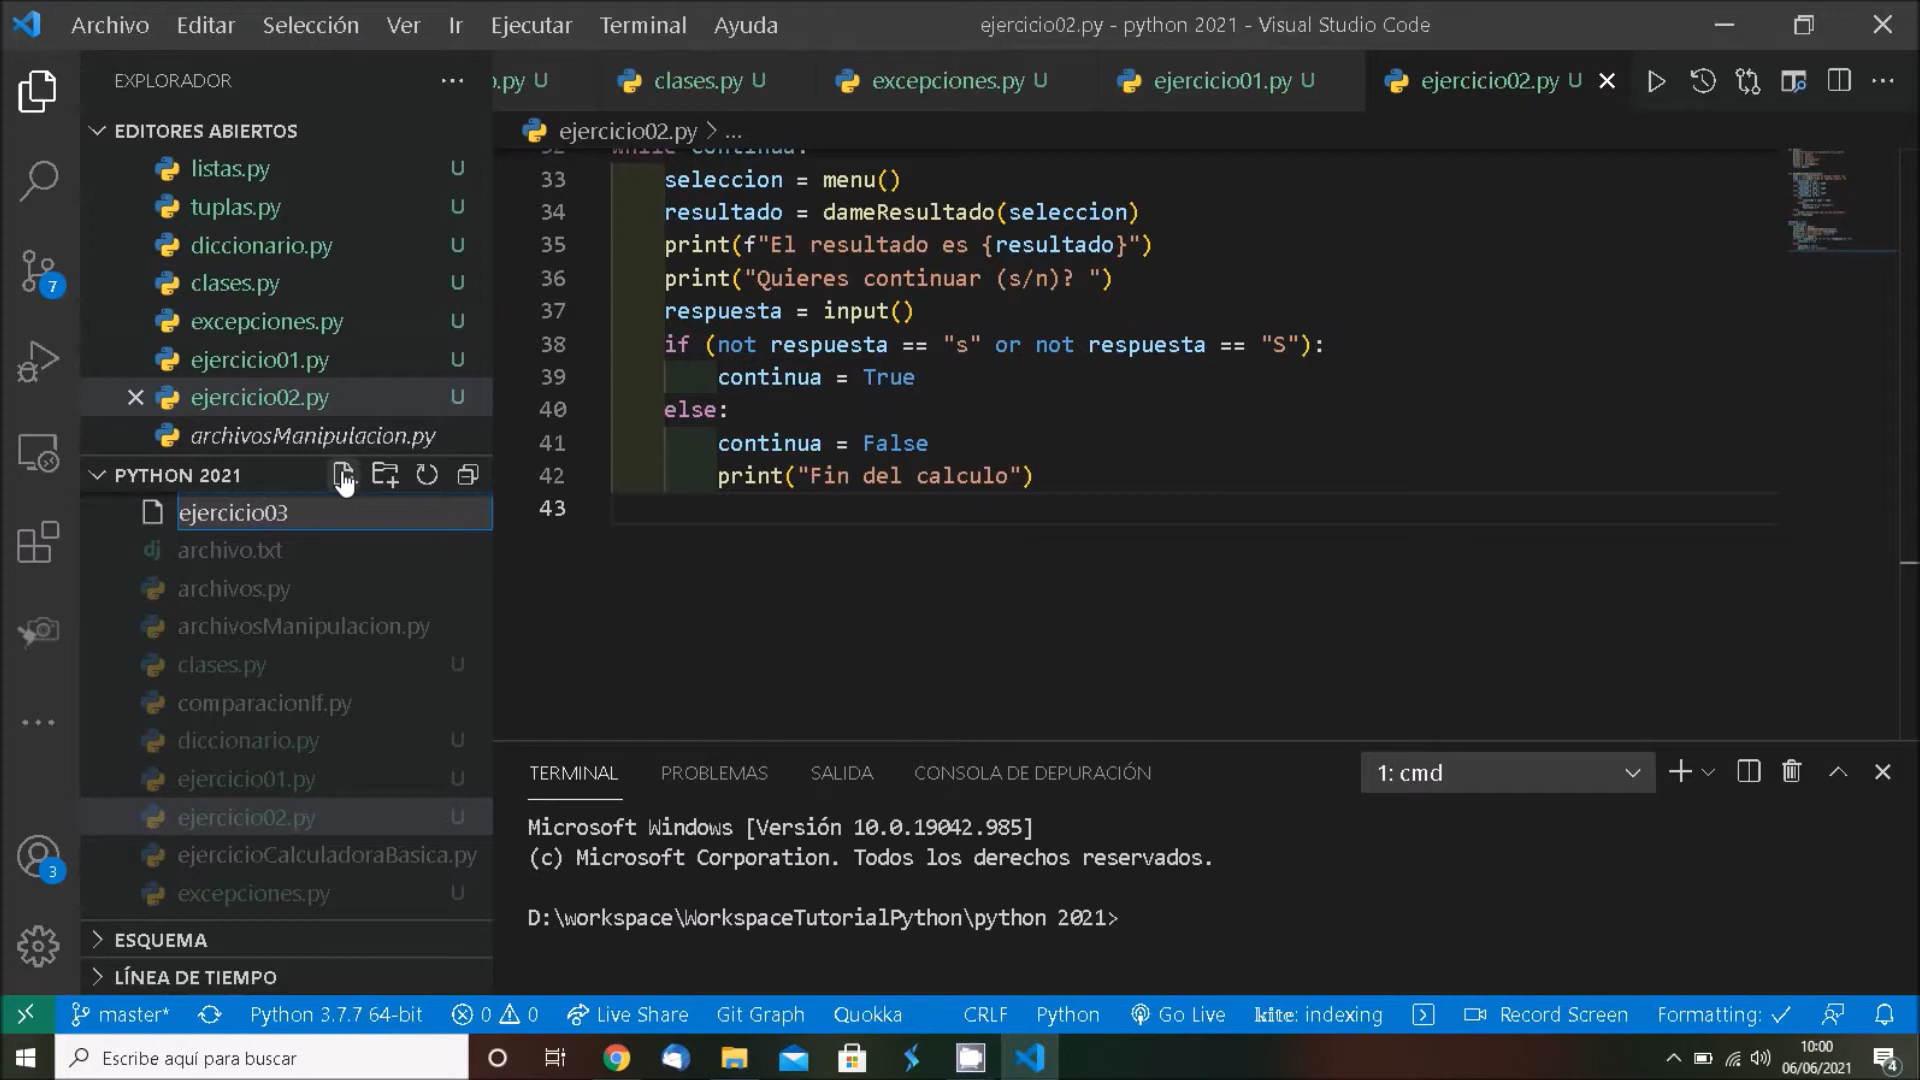 Archivo Editar Selección Ver Ir Ejecutar Terminal Ayuda
ejercicio02.py - python 2021 - Visual Studio Code
EXPLORADOR
EDITORES ABIERTOS
listas.py U
tuplas.py U
diccionario.py U
clases.py U
excepciones.py U
ejercicio01.py U
ejercicio02.py U
archivosManipulacion.py
PYTHON 2021
ejercicio03
archivo.txt
archivos.py
archivosManipulacion.py
clases.py U
comparacionIf.py
diccionario.py U
ejercicio01.py U
ejercicio02.py U
ejercicioCalculadoraBasica.py
excepciones.py U
ESQUEMA
LÍNEA DE TIEMPO
7
3
.py U clases.py U excepciones.py U ejercicio01.py U ejercicio02.py U
ejercicio02.py > ...
32 while continua:
33 seleccion = menu()
34 resultado = dameResultado(seleccion)
35 print(f"El resultado es {resultado}")
36 print("Quieres continuar (s/n)? ")
37 respuesta = input()
38 if (not respuesta == "s" or not respuesta == "S"):
39 continua = True
40 else:
41 continua = False
42 print("Fin del calculo")
43
TERMINAL PROBLEMAS SALIDA CONSOLA DE DEPURACIÓN
1: cmd
Microsoft Windows [Versión 10.0.19042.985]
(c) Microsoft Corporation. Todos los derechos reservados.
D:\workspace\WorkspaceTutorialPython\python 2021>
master* Python 3.7.7 64-bit 0 0 Live Share Git Graph Quokka CRLF Python Go Live kite: indexing Record Screen Formatting:
Escribe aquí para buscar
10:00
06/06/2021
4